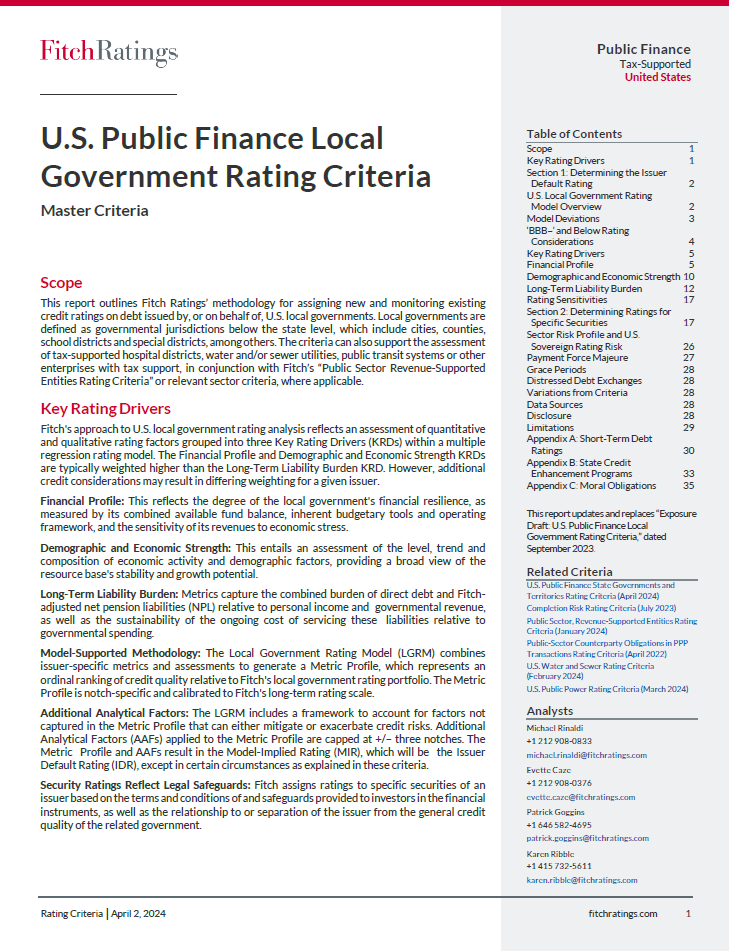 FitchRatings
U.S. Public Finance Local
Government Rating Criteria
Master Criteria
Scope
This report outlines Fitch Ratings' methodology for assigning new and monitoring existing
credit ratings on debt issued by, or on behalf of, U.S. local governments. Local governments are
defined as governmental jurisdictions below the state level, which include cities, counties,
school districts and special districts, among others. The criteria can also support the assessment
of tax-supported hospital districts, water and/or sewer utilities, public transit systems or other
enterprises with tax support, in conjunction with Fitch's "Public Sector Revenue-Supported
Entities Rating Criteria" or relevant sector criteria, where applicable.
Key Rating Drivers
Fitch's approach to U.S. local government rating analysis reflects an assessment of quantitative
and qualitative rating factors grouped into three Key Rating Drivers (KRDs) within a multiple
regression rating model. The Financial Profile and Demographic and Economic Strength KRDs
are typically weighted higher than the Long-Term Liability Burden KRD. However, additional
credit considerations may result in differing weighting for a given issuer.
Financial Profile: This reflects the degree of the local government's financial resilience, as
measured by its combined available fund balance, inherent budgetary tools and operating
framework, and the sensitivity of its revenues to economic stress.
Demographic and Economic Strength: This entails an assessment of the level, trend and
composition of economic activity and demographic factors, providing a broad view of the
resource base's stability and growth potential.
Long-Term Liability Burden: Metrics capture the combined burden of direct debt and Fitch-
adjusted net pension liabilities (NPL) relative to personal income and governmental revenue,
as well as the sustainability of the ongoing cost of servicing these liabilities relative to
governmental spending.
Model-Supported Methodology: The Local Government Rating Model (LGRM) combines
issuer-specific metrics and assessments to generate a Metric Profile, which represents an
ordinal ranking of credit quality relative to Fitch's local government rating portfolio. The Metric
Profile is notch-specific and calibrated to Fitch's long-term rating scale.
Additional Analytical Factors: The LGRM includes a framework to account for factors not
captured in the Metric Profile that can either mitigate or exacerbate credit risks. Additional
Analytical Factors (AAFs) applied to the Metric Profile are capped at +/– three notches. The
Metric Profile and AAFs result in the Model-Implied Rating (MIR), which will be the Issuer
Default Rating (IDR), except in certain circumstances as explained in these criteria.
Security Ratings Reflect Legal Safeguards: Fitch assigns ratings to specific securities of an
issuer based on the terms and conditions of and safeguards provided to investors in the financial
instruments, as well as the relationship to or separation of the issuer from the general credit
quality of the related government.
Public Finance
Tax-Supported
United States
Table of Contents
Scope 1
Key Rating Drivers 1
Section 1: Determining the Issuer
Default Rating 2
U.S. Local Government Rating
Model Overview 2
Model Deviations 3
'BBB–' and Below Rating
Considerations 4
Key Rating Drivers 5
Financial Profile 5
Demographic and Economic Strength 10
Long-Term Liability Burden 12
Rating Sensitivities 17
Section 2: Determining Ratings for
Specific Securities 17
Sector Risk Profile and U.S.
Sovereign Rating Risk 26
Payment Force Majeure 27
Grace Periods 28
Distressed Debt Exchanges 28
Variations from Criteria 28
Data Sources 28
Disclosure 28
Limitations 29
Appendix A: Short-Term Debt
Ratings 30
Appendix B: State Credit
Enhancement Programs 33
Appendix C: Moral Obligations 35
This report updates and replaces "Exposure
Draft: U.S. Public Finance Local
Government Rating Criteria," dated
September 2023.
Related Criteria
U.S. Public Finance State Governments and
Territories Rating Criteria (April 2024)
Completion Risk Rating Criteria (July 2023)
Public Sector, Revenue-Supported Entities Rating
Criteria (January 2024)
Public-Sector Counterparty Obligations in PPP
Transactions Rating Criteria (April 2022)
U.S. Water and Sewer Rating Criteria
(February 2024)
U.S. Public Power Rating Criteria (March 2024)
Analysts
Michael Rinaldi
+1 212 908-0833
michael.rinaldi@fitchratings.com
Evette Caze
+1 212 908-0376
evette.caze@fitchratings.com
Patrick Goggins
+1 646 582-4695
patrick.goggins@fitchratings.com
Karen Ribble
+1 415 732-5611
karen.ribble@fitchratings.com
Rating Criteria | April 2, 2024
fitchratings.com 1